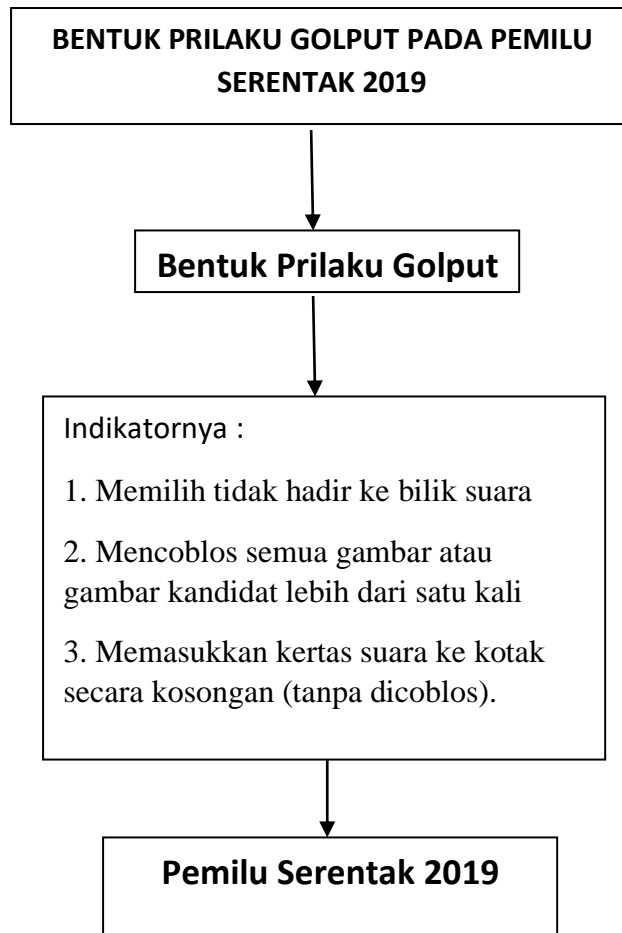 BENTUK PRILAKU GOLPUT PADA PEMILU
SERENTAK 2019
Bentuk Prilaku Golput
Indikatornya :
1. Memilih tidak hadir ke bilik suara
2. Mencoblos semua gambar atau
gambar kandidat lebih dari satu kali
3. Memasukkan kertas suara ke kotak
secara kosongan (tanpa dicoblos).
Pemilu Serentak 2019